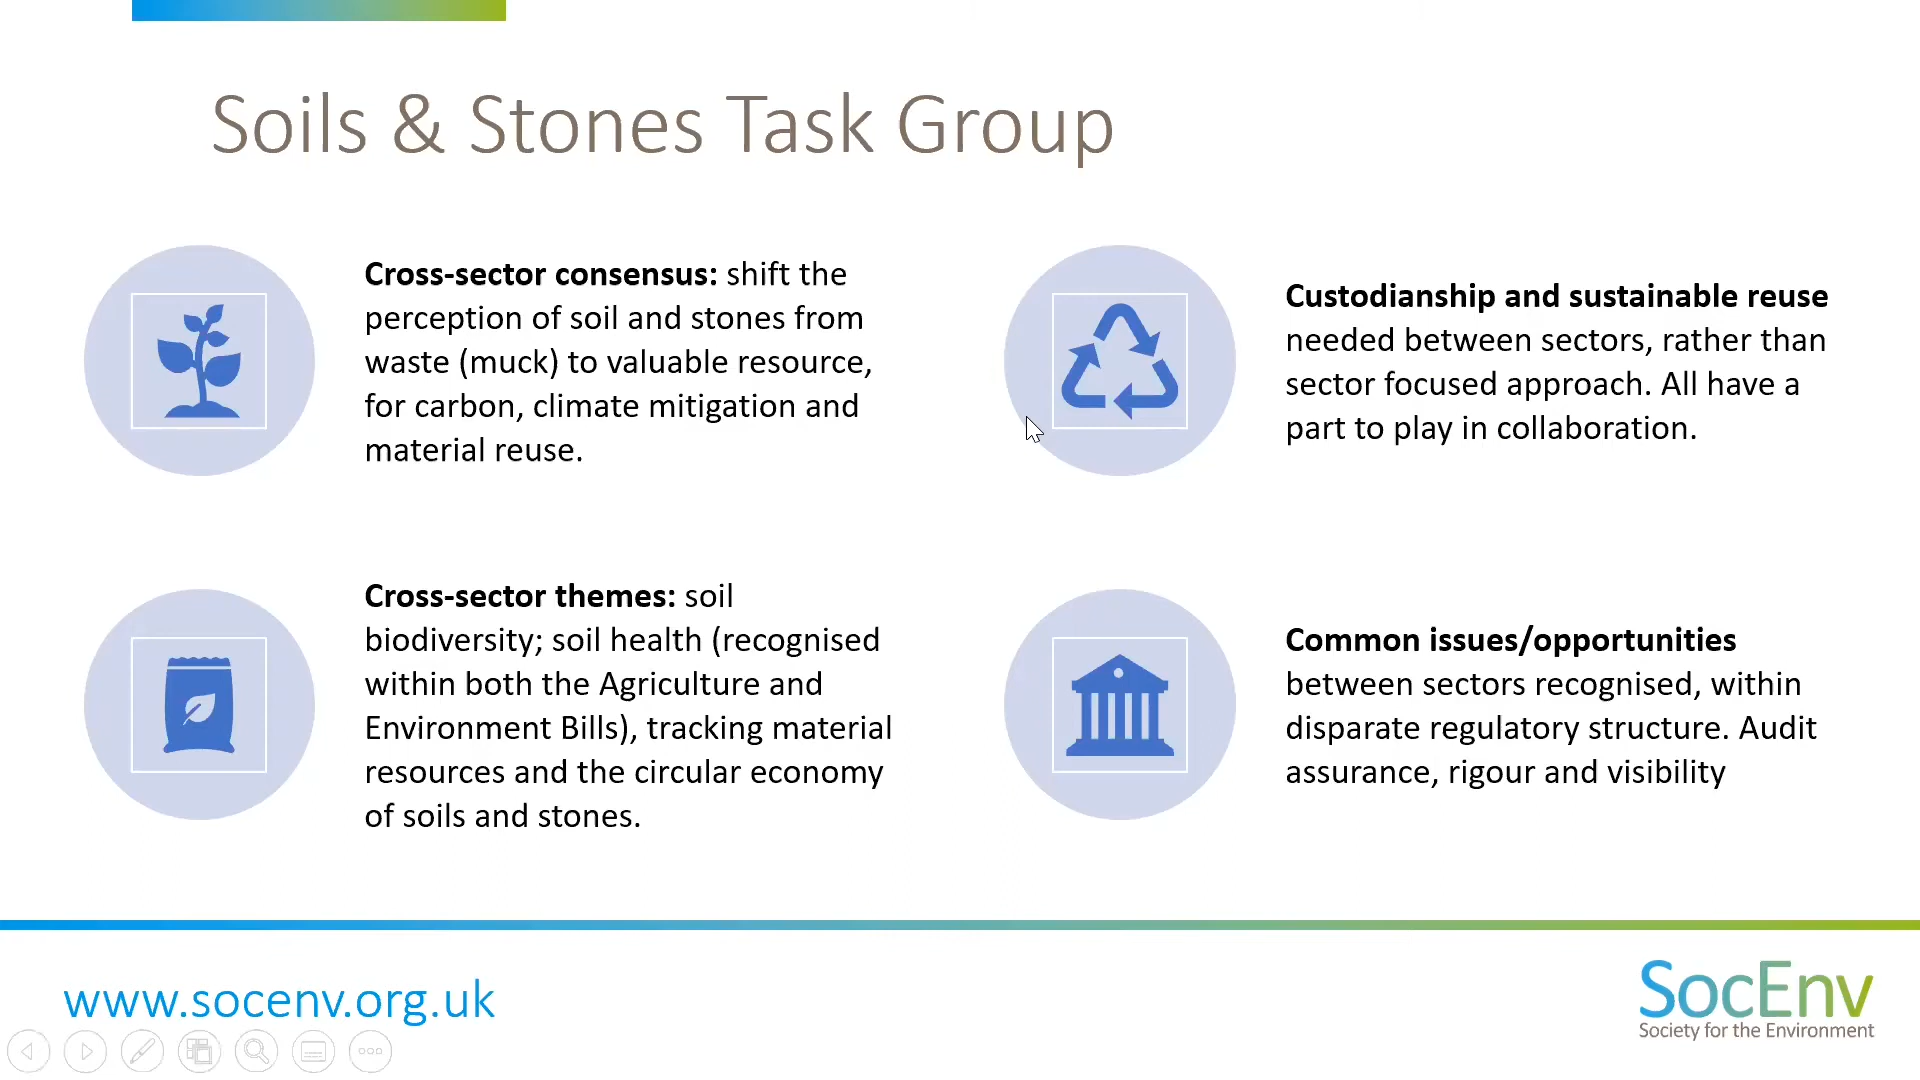 Soils & Stones Task Group
Cross-sector consensus: shift the
perception of soil and stones from
waste (muck) to valuable resource,
for carbon, climate mitigation and
material reuse.
Custodianship and sustainable reuse
needed between sectors, rather than
sector focused approach. All have a
part to play in collaboration.
Cross-sector themes: soil
biodiversity; soil health (recognised
within both the Agriculture and
Environment Bills), tracking material
resources and the circular economy
of soils and stones.
Common issues/opportunities
between sectors recognised, within
disparate regulatory structure. Audit
assurance, rigour and visibility
www.socenv.org.uk
SocEnv
Society for the Environment